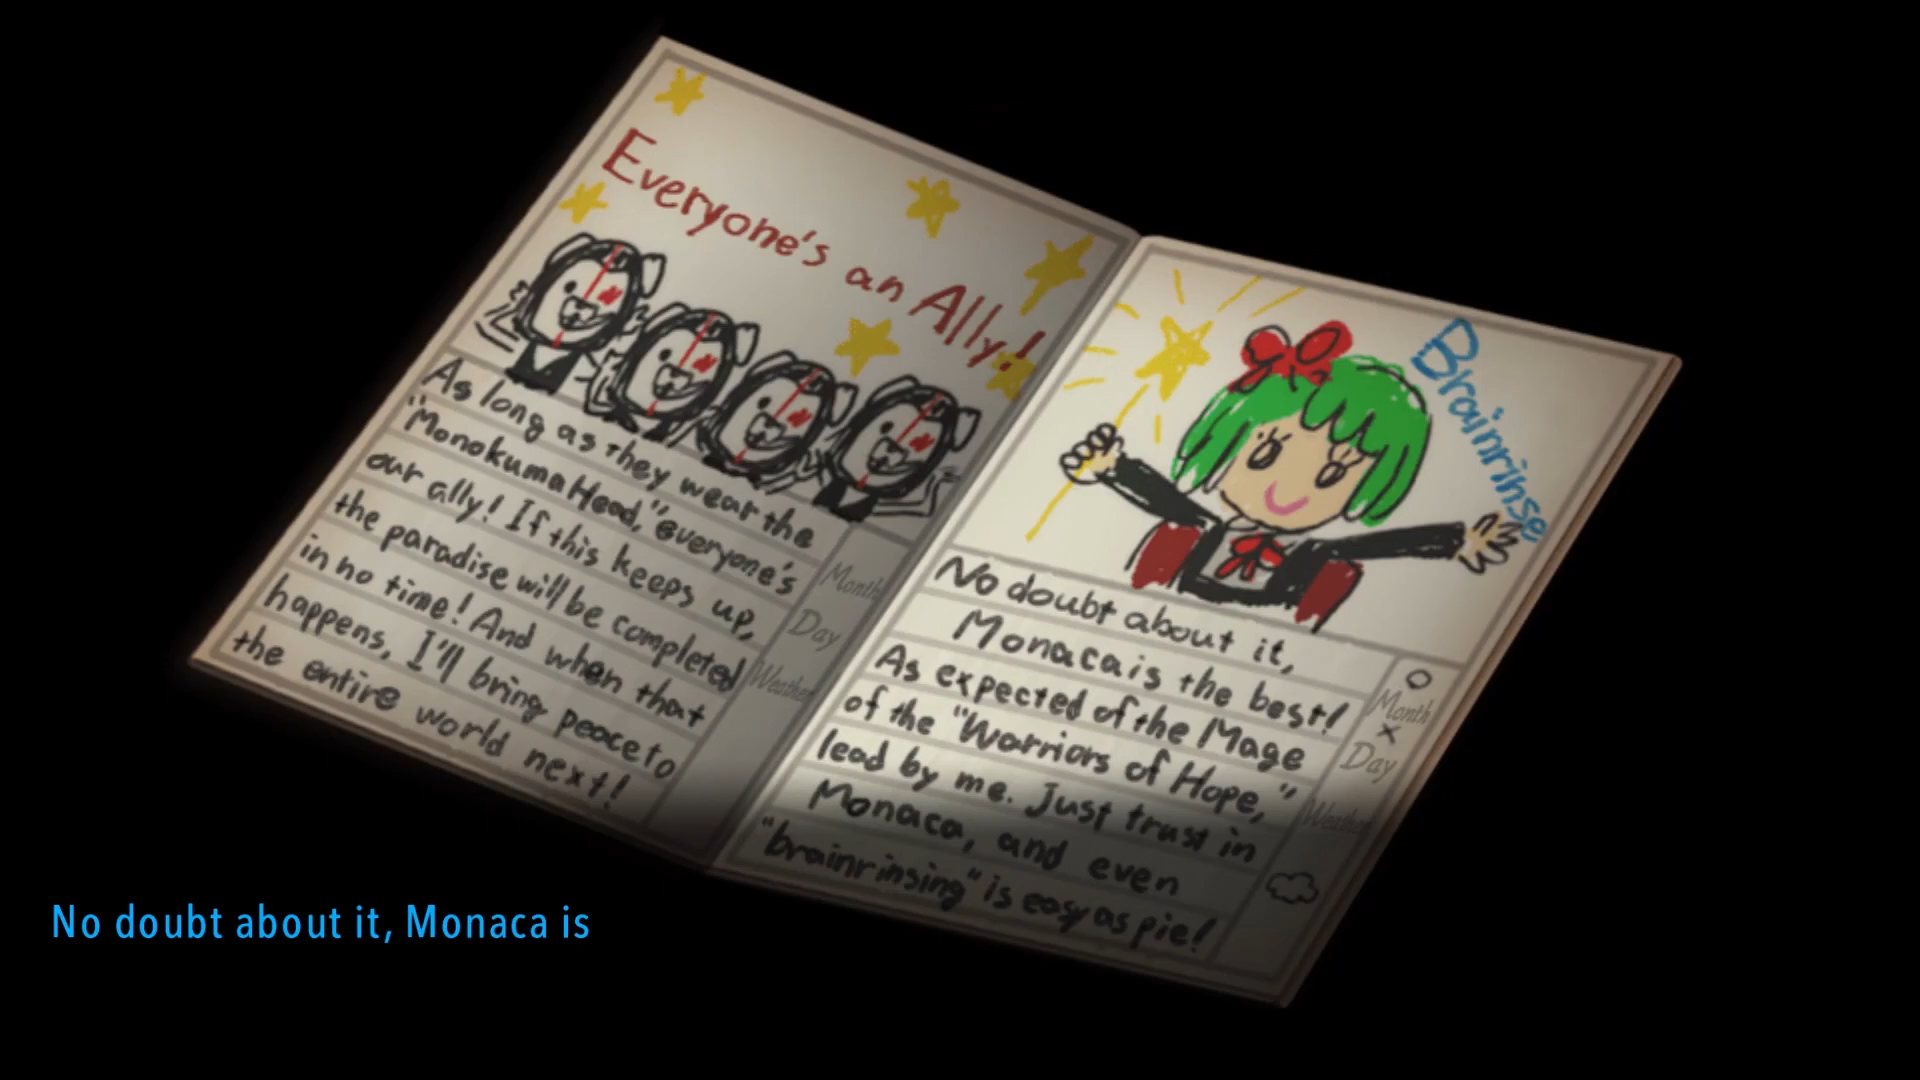 Everyone's an Ally!
As long as they wear the
"Monokuma Head," everyone's
our ally! If this keeps up,
the paradise will be completed
in no time! And when that
happens, I'll bring peace to
the entire world next!
Month
Day
Weather
Brainrinse
No doubt about it,
Monaca is the best!
As expected of the Mage
of the "Warriors of Hope,"
lead by me. Just trust in
Monaca, and even
"brainrinsing" is easy as pie!
Month
Day
Weather
No doubt about it, Monaca is